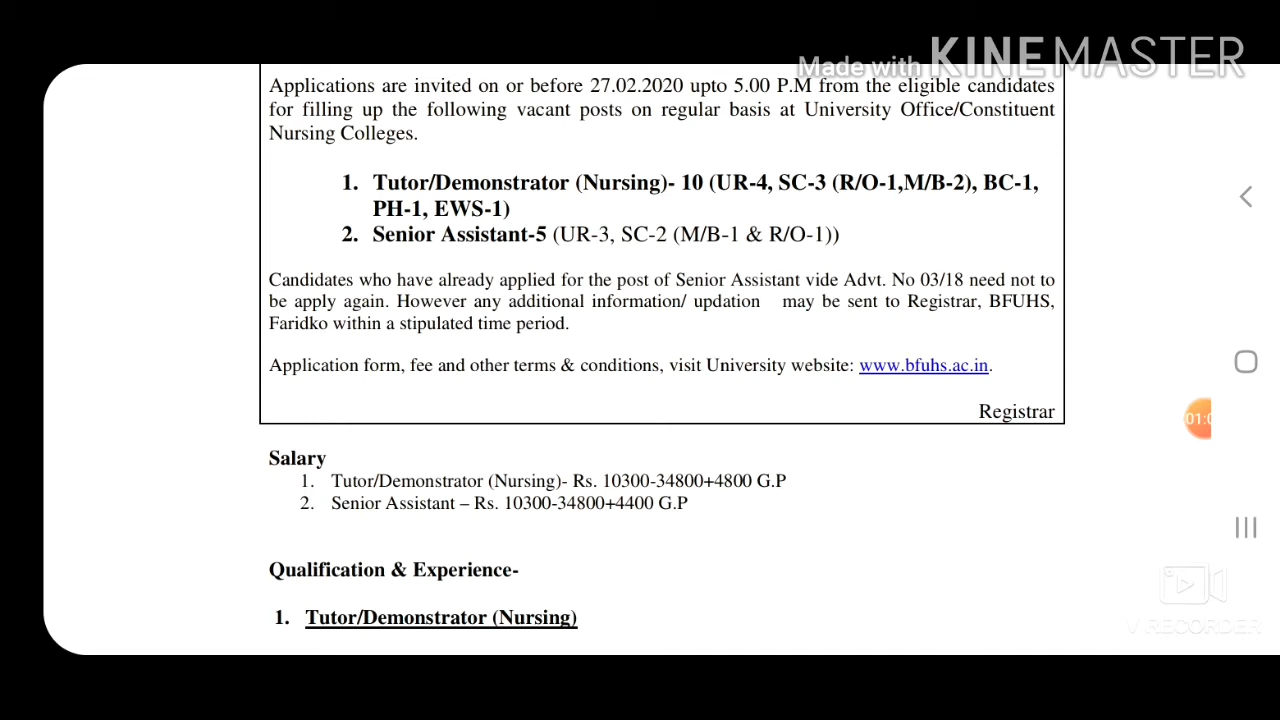 Made with KINEMASTER
Applications are invited on or before 27.02.2020 upto 5.00 P.M from the eligible candidates
for filling up the following vacant posts on regular basis at University Office/Constituent
Nursing Colleges.
1. Tutor/Demonstrator (Nursing)- 10 (UR-4, SC-3 (R/O-1,M/B-2), BC-1,
PH-1, EWS-1)
2. Senior Assistant-5 (UR-3, SC-2 (M/B-1 & R/O-1))
Candidates who have already applied for the post of Senior Assistant vide Advt. No 03/18 need not to
be apply again. However any additional information/ updation may be sent to Registrar, BFUHS,
Faridko within a stipulated time period.
Application form, fee and other terms & conditions, visit University website: www.bfuhs.ac.in.
Registrar
Salary
1. Tutor/Demonstrator (Nursing)- Rs. 10300-34800+4800 G.P
2. Senior Assistant – Rs. 10300-34800+4400 G.P
Qualification & Experience-
1. Tutor/Demonstrator (Nursing)
V RECORDER